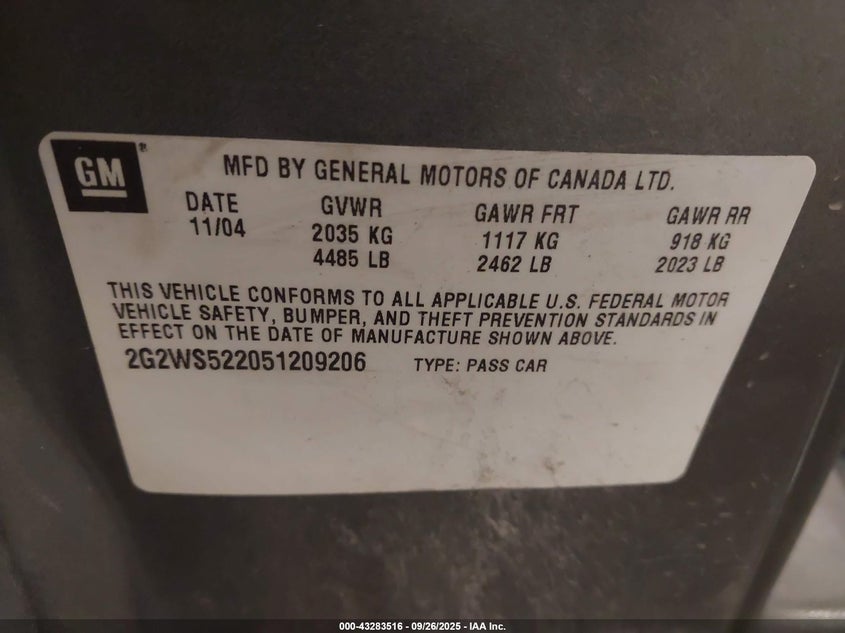 GM®
MFD BY GENERAL MOTORS OF CANADA LTD.
DATE GVWR GAWR FRT GAWR RR
11/04 2035 KG 1117 KG 918 KG
4485 LB 2462 LB 2023 LB
THIS VEHICLE CONFORMS TO ALL APPLICABLE U.S. FEDERAL MOTOR
VEHICLE SAFETY, BUMPER, AND THEFT PREVENTION STANDARDS IN
EFFECT ON THE DATE OF MANUFACTURE SHOWN ABOVE.
2G2WS522051209206 TYPE: PASS CAR
000-43283516 - 09/26/2025 - IAA Inc.